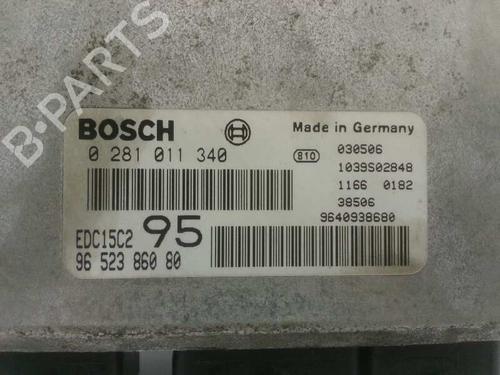 B-PARTS
BOSCH
Made in Germany
0 281 011 340
810
030506
1039S02848
1166 0182
38506
9640938680
EDC15C2 95
96 523 860 80